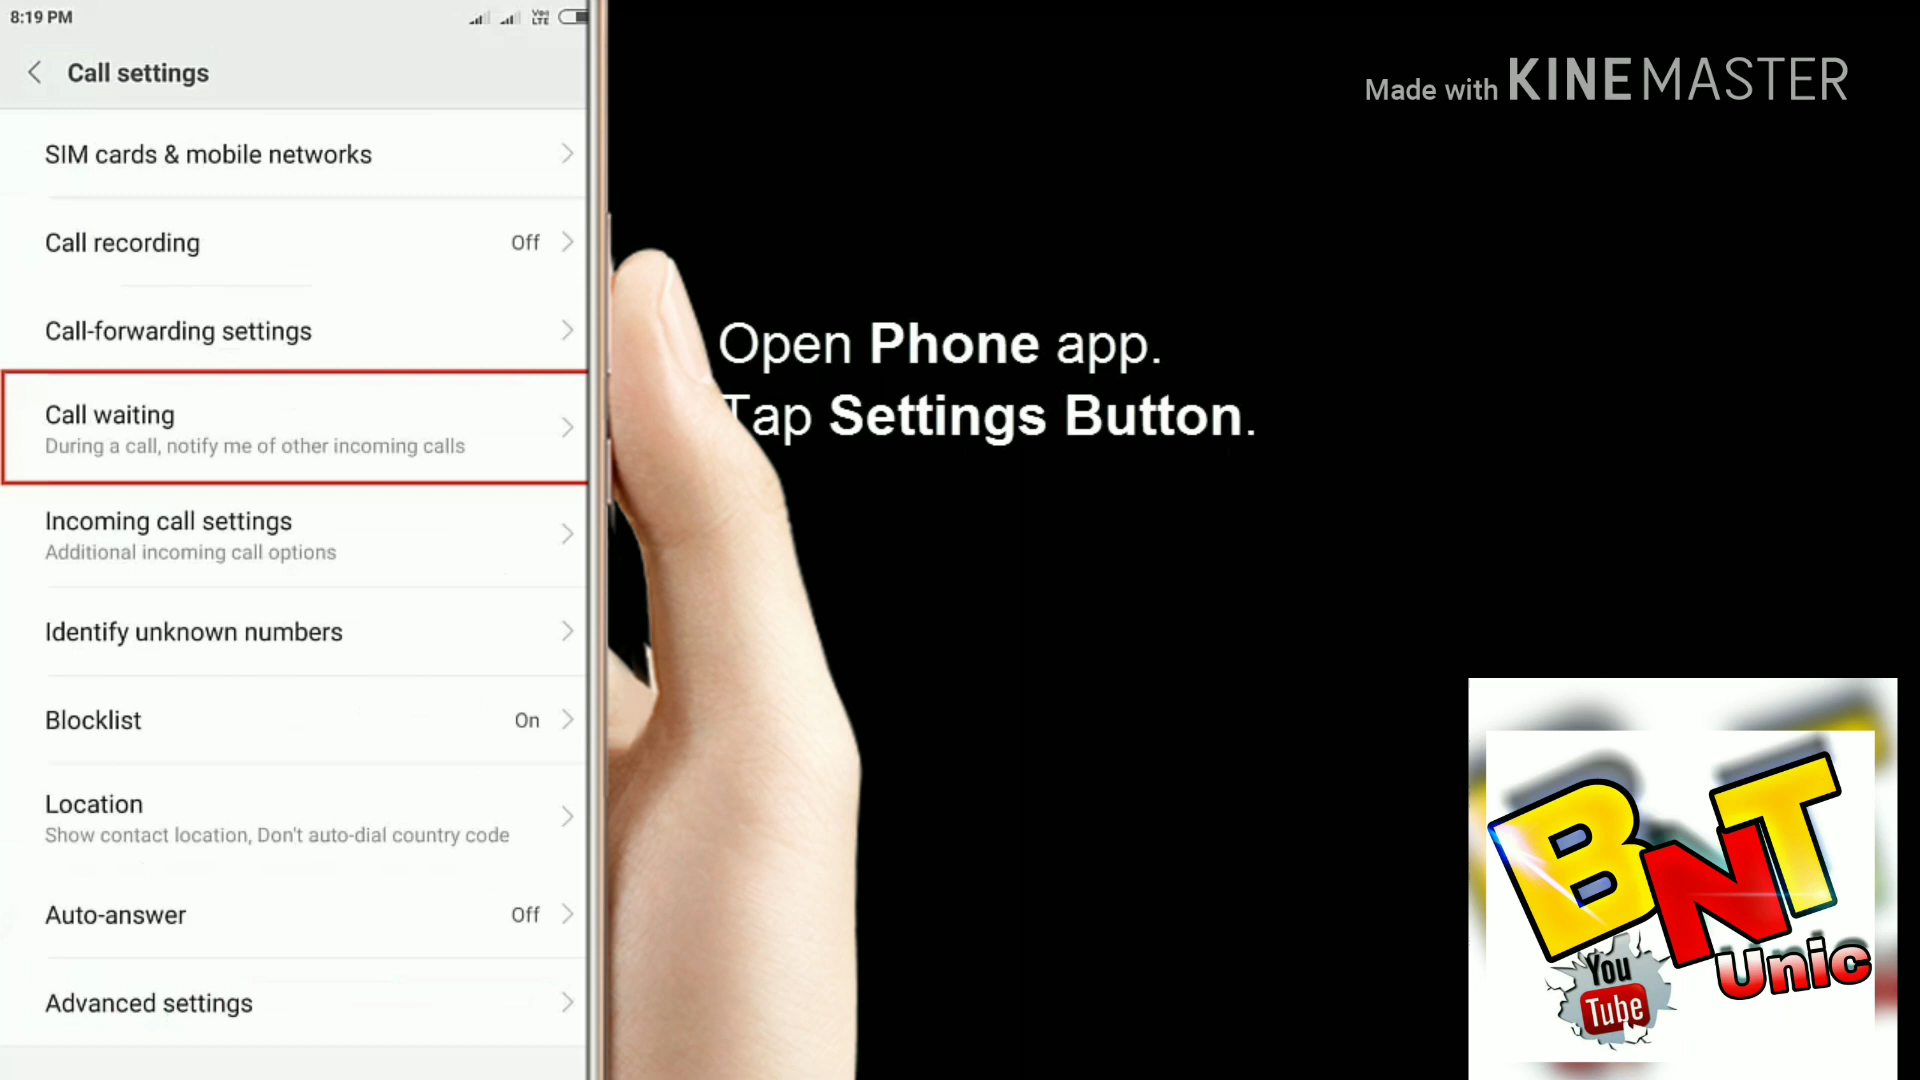 8:19 PM
Vo LTE
Call settings
SIM cards & mobile networks
Call recording
Off
Call-forwarding settings
Call waiting
During a call, notify me of other incoming calls
Incoming call settings
Additional incoming call options
Identify unknown numbers
Blocklist
On
Location
Show contact location, Don't auto-dial country code
Auto-answer
Off
Advanced settings
Made with KINEMASTER
Open Phone app.
Tap Settings Button.
BNT
Unic
You
Tube